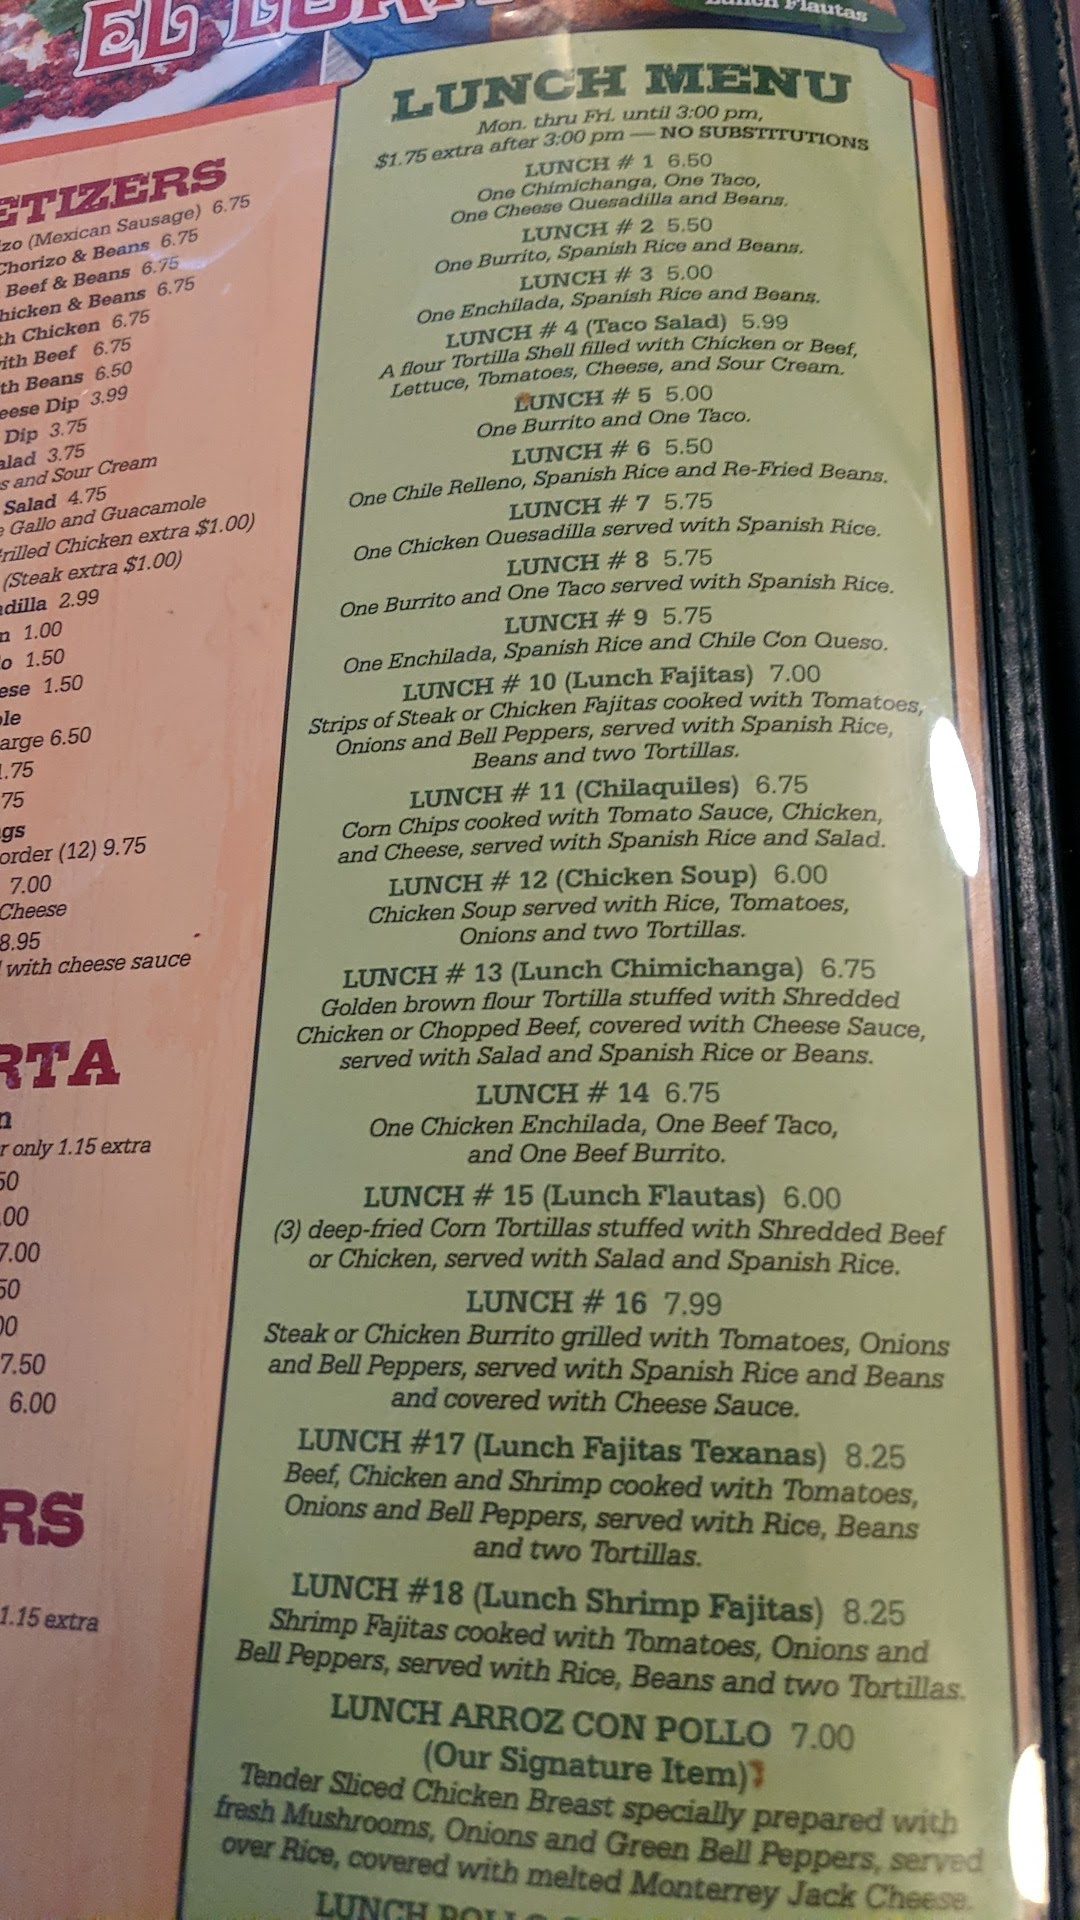 EL
Lunch Flautas
ETIZERS
zo (Mexican Sausage) 6.75
Chorizo & Beans 6.75
Beef & Beans 6.75
hicken & Beans 6.75
th Chicken 6.75
ith Beef 6.75
th Beans 6.50
eese Dip 3.99
Dip 3.75
alad 3.75
s and Sour Cream
Salad 4.75
e Gallo and Guacamole
rilled Chicken extra $1.00)
(Steak extra $1.00)
adilla 2.99
n 1.00
o 1.50
ese 1.50
ole
arge 6.50
1.75
75
ngs
order (12) 9.75
7.00
Cheese
8.95
with cheese sauce
RTA
n
r only 1.15 extra
50
.00
7.00
50
00
7.50
6.00
RS
1.15 extra
LUNCH MENU
Mon. thru Fri. until 3:00 pm,
$1.75 extra after 3:00 pm — NO SUBSTITUTIONS
LUNCH # 1 6.50
One Chimichanga, One Taco,
One Cheese Quesadilla and Beans.
LUNCH # 2 5.50
One Burrito, Spanish Rice and Beans.
LUNCH # 3 5.00
One Enchilada, Spanish Rice and Beans.
LUNCH # 4 (Taco Salad) 5.99
A flour Tortilla Shell filled with Chicken or Beef,
Lettuce, Tomatoes, Cheese, and Sour Cream.
LUNCH # 5 5.00
One Burrito and One Taco.
LUNCH # 6 5.50
One Chile Relleno, Spanish Rice and Re-Fried Beans.
LUNCH # 7 5.75
One Chicken Quesadilla served with Spanish Rice.
LUNCH # 8 5.75
One Burrito and One Taco served with Spanish Rice.
LUNCH # 9 5.75
One Enchilada, Spanish Rice and Chile Con Queso.
LUNCH # 10 (Lunch Fajitas) 7.00
Strips of Steak or Chicken Fajitas cooked with Tomatoes,
Onions and Bell Peppers, served with Spanish Rice,
Beans and two Tortillas.
LUNCH # 11 (Chilaquiles) 6.75
Corn Chips cooked with Tomato Sauce, Chicken,
and Cheese, served with Spanish Rice and Salad.
LUNCH # 12 (Chicken Soup) 6.00
Chicken Soup served with Rice, Tomatoes,
Onions and two Tortillas.
LUNCH # 13 (Lunch Chimichanga) 6.75
Golden brown flour Tortilla stuffed with Shredded
Chicken or Chopped Beef, covered with Cheese Sauce,
served with Salad and Spanish Rice or Beans.
LUNCH # 14 6.75
One Chicken Enchilada, One Beef Taco,
and One Beef Burrito.
LUNCH # 15 (Lunch Flautas) 6.00
(3) deep-fried Corn Tortillas stuffed with Shredded Beef
or Chicken, served with Salad and Spanish Rice.
LUNCH # 16 7.99
Steak or Chicken Burrito grilled with Tomatoes, Onions
and Bell Peppers, served with Spanish Rice and Beans
and covered with Cheese Sauce.
LUNCH #17 (Lunch Fajitas Texanas) 8.25
Beef, Chicken and Shrimp cooked with Tomatoes,
Onions and Bell Peppers, served with Rice, Beans
and two Tortillas.
LUNCH #18 (Lunch Shrimp Fajitas) 8.25
Shrimp Fajitas cooked with Tomatoes, Onions and
Bell Peppers, served with Rice, Beans and two Tortillas.
LUNCH ARROZ CON POLLO 7.00
(Our Signature Item)
Tender Sliced Chicken Breast specially prepared with
fresh Mushrooms, Onions and Green Bell Peppers, served
over Rice, covered with melted Monterrey Jack Cheese.
LUNCH POLLO